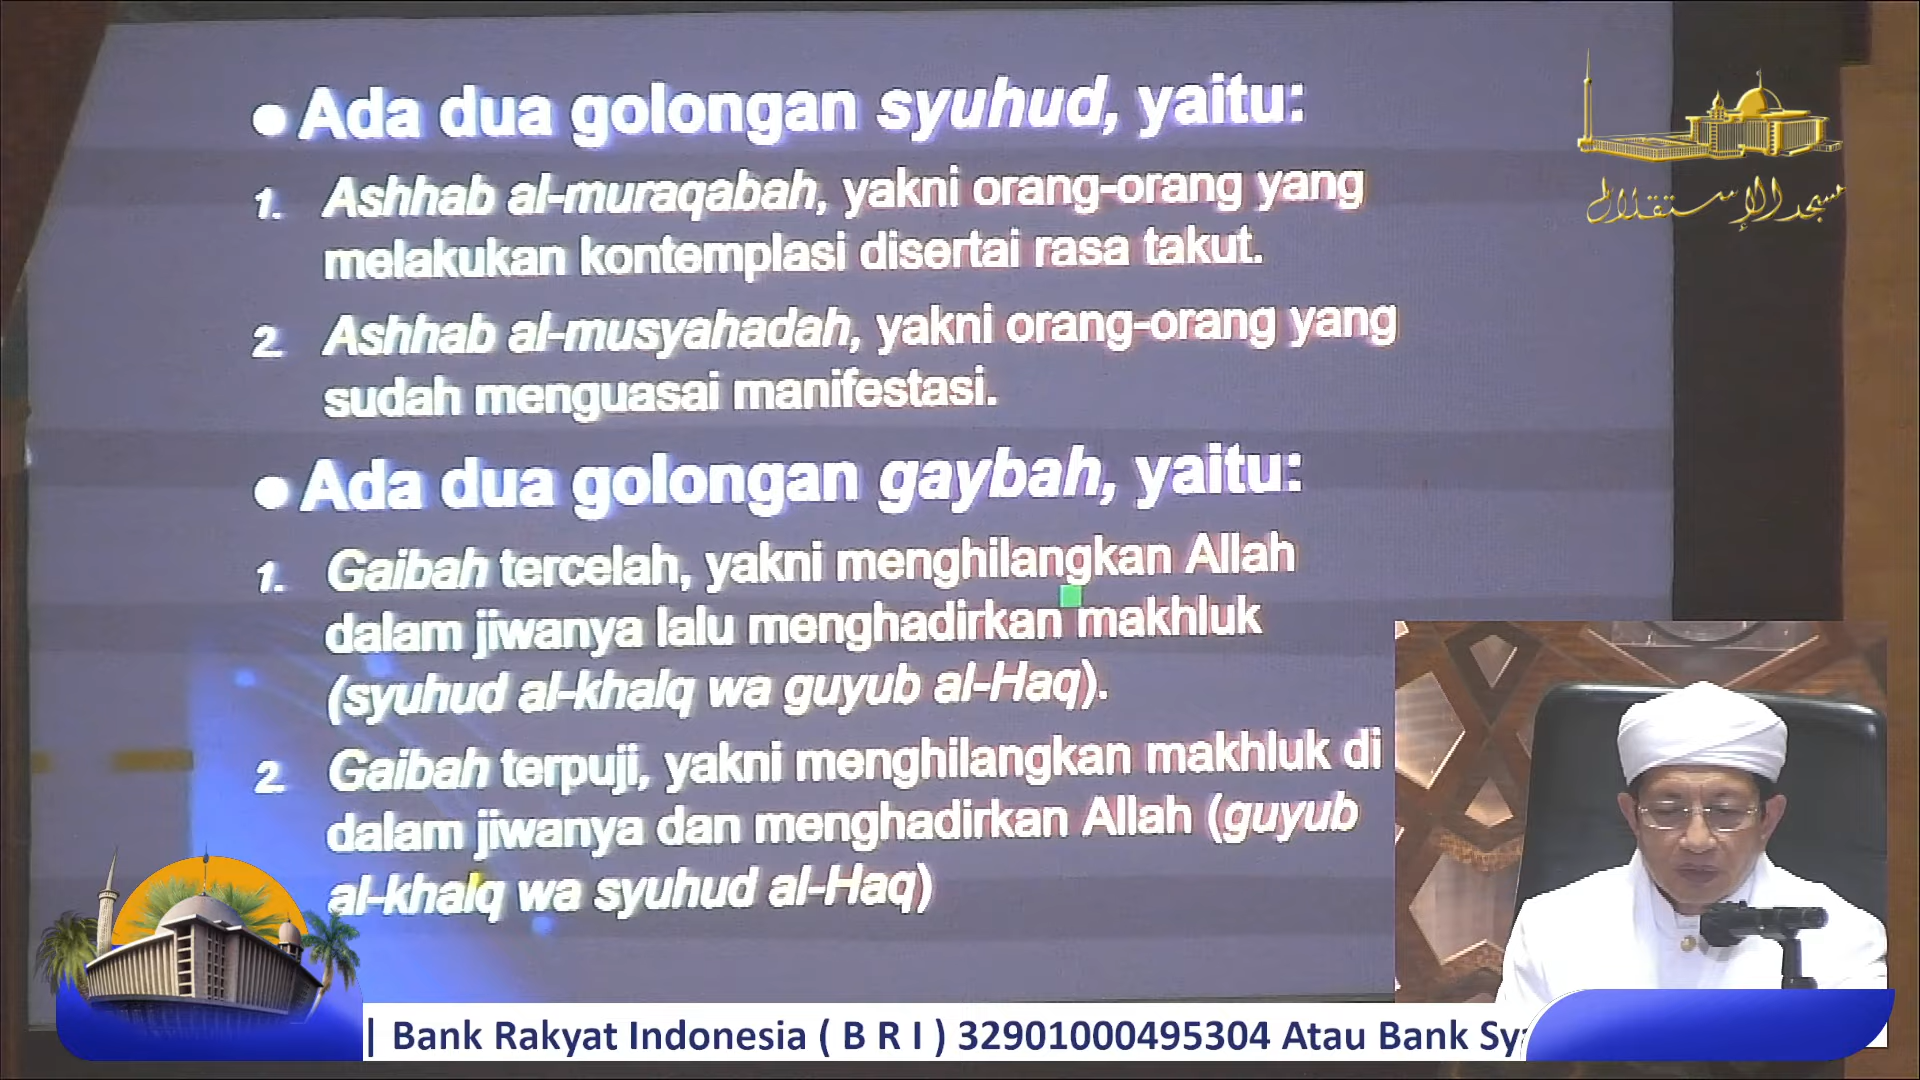 • Ada dua golongan syuhud, yaitu:
1. Ashhab al-muraqabah, yakni orang-orang yang
melakukan kontemplasi disertai rasa takut.
2. Ashhab al-musyahadah, yakni orang-orang yang
sudah menguasai manifestasi.
• Ada dua golongan gaybah, yaitu:
1. Gaibah tercelah, yakni menghilangkan Allah
dalam jiwanya lalu menghadirkan makhluk
(syuhud al-khalq wa guyub al-Haq).
2. Gaibah terpuji, yakni menghilangkan makhluk di
dalam jiwanya dan menghadirkan Allah (guyub
al-khalq wa syuhud al-Haq)
مسجد الإستقلال
| Bank Rakyat Indonesia ( B R I ) 32901000495304 Atau Bank Sya